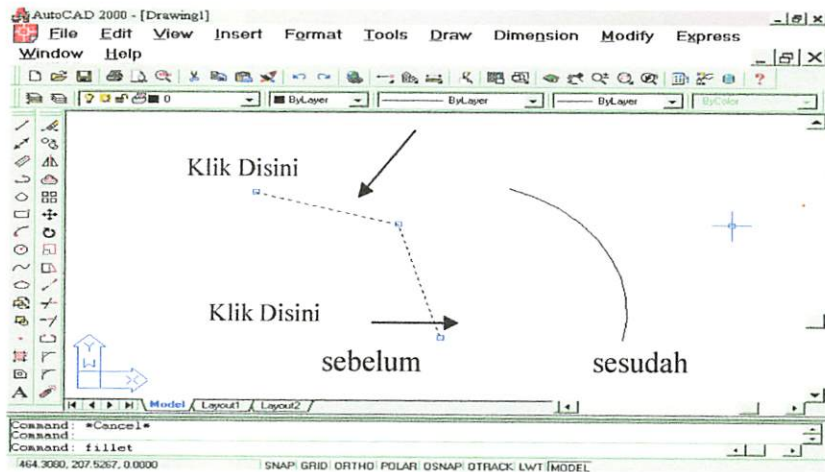 AutoCAD 2000 - [Drawing1]
File Edit View Insert Format Tools Draw Dimension Modify Express
Window Help
0 ByLayer ByLayer ByLayer ByColor
Klik Disini
Klik Disini
sebelum sesudah
Y
W
X
A
Model Layout1 Layout2
Command: *Cancel*
Command:
Command: fillet
464.3080, 207.5267, 0.0000 SNAP GRID ORTHO POLAR OSNAP OTRACK LWT MODEL